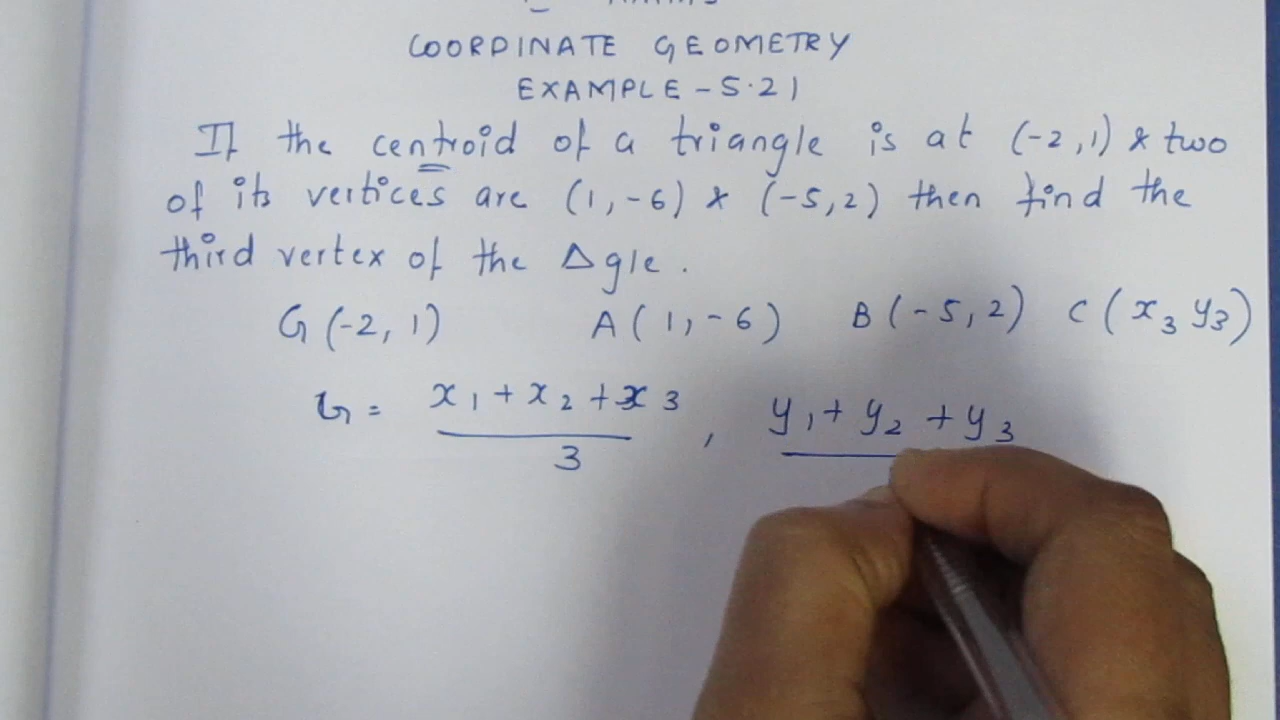 COORDINATE GEOMETRY
EXAMPLE - 5.21
If the centroid of a triangle is at (-2,1) & two
of its vertices are (1,-6) & (-5,2) then find the
third vertex of the Δgle.
G(-2, 1) A(1,-6) B(-5,2) C(x₃ y₃)
G = x₁+x₂+x₃ / 3 , y₁+y₂+y₃